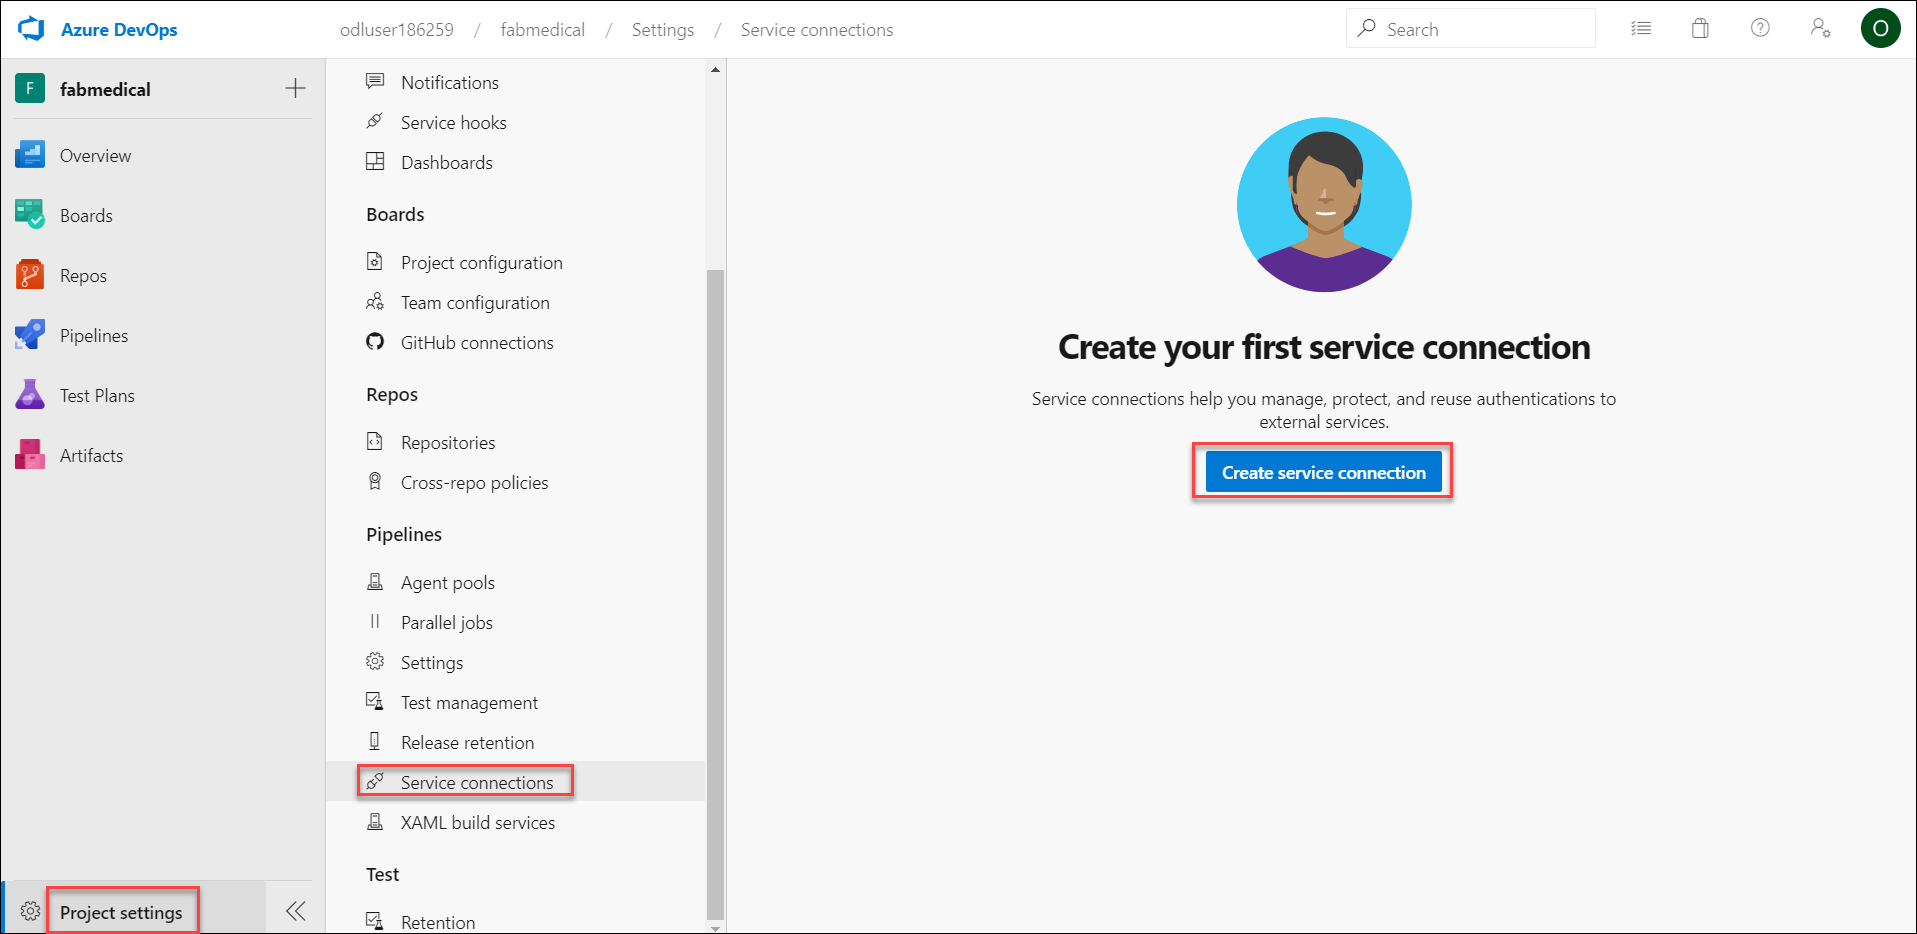 Azure DevOps
odluser186259 / fabmedical / Settings / Service connections
Search
O
F
fabmedical
Overview
Boards
Repos
Pipelines
Test Plans
Artifacts
Project settings
Notifications
Service hooks
Dashboards
Boards
Project configuration
Team configuration
GitHub connections
Repos
Repositories
Cross-repo policies
Pipelines
Agent pools
Parallel jobs
Settings
Test management
Release retention
Service connections
XAML build services
Test
Retention
Create your first service connection
Service connections help you manage, protect, and reuse authentications to
external services.
Create service connection